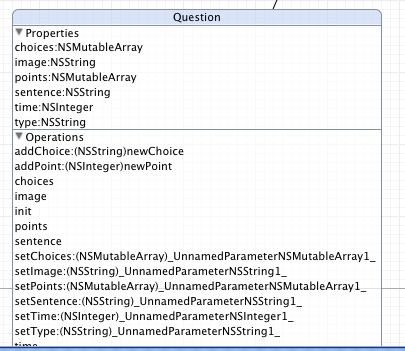 Question
Properties
choices:NSMutableArray
image:NSString
points:NSMutableArray
sentence:NSString
time:NSInteger
type:NSString
Operations
addChoice:(NSString)newChoice
addPoint:(NSInteger)newPoint
choices
image
init
points
sentence
setChoices:(NSMutableArray)_UnnamedParameterNSMutableArray1_
setImage:(NSString)_UnnamedParameterNSString1_
setPoints:(NSMutableArray)_UnnamedParameterNSMutableArray1_
setSentence:(NSString)_UnnamedParameterNSString1_
setTime:(NSInteger)_UnnamedParameterNSInteger1_
setType:(NSString)_UnnamedParameterNSString1_
time